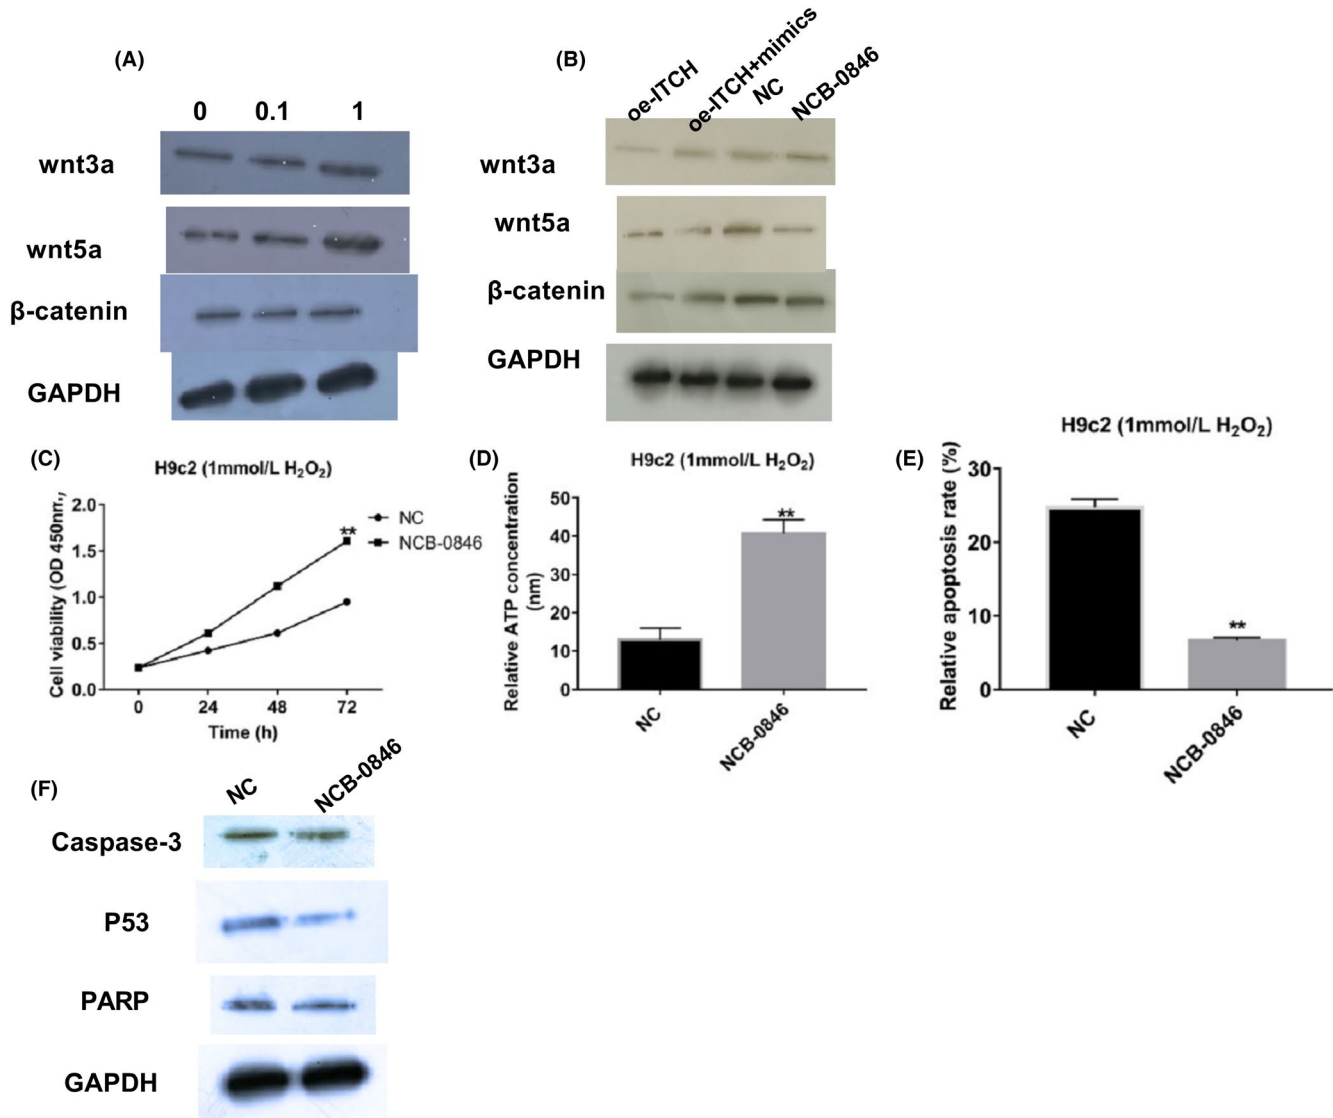 (A)
0 0.1 1
wnt3a
wnt5a
β-catenin
GAPDH
(B)
oe-ITCH
oe-ITCH+mimics
NC
NCB-0846
wnt3a
wnt5a
β-catenin
GAPDH
(C)
H9c2 (1mmol/L H₂O₂)
Cell viability (OD 450nm,
2.0
1.5
1.0
0.5
0.0
**
NC
NCB-0846
0 24 48 72
Time (h)
(D)
H9c2 (1mmol/L H₂O₂)
Relative ATP concentration
(nm)
50
40
30
20
10
0
**
NC
NCB-0846
(E)
H9c2 (1mmol/L H₂O₂)
Relative apoptosis rate (%)
30
20
10
0
**
NC
NCB-0846
(F)
NC
NCB-0846
Caspase-3
P53
PARP
GAPDH